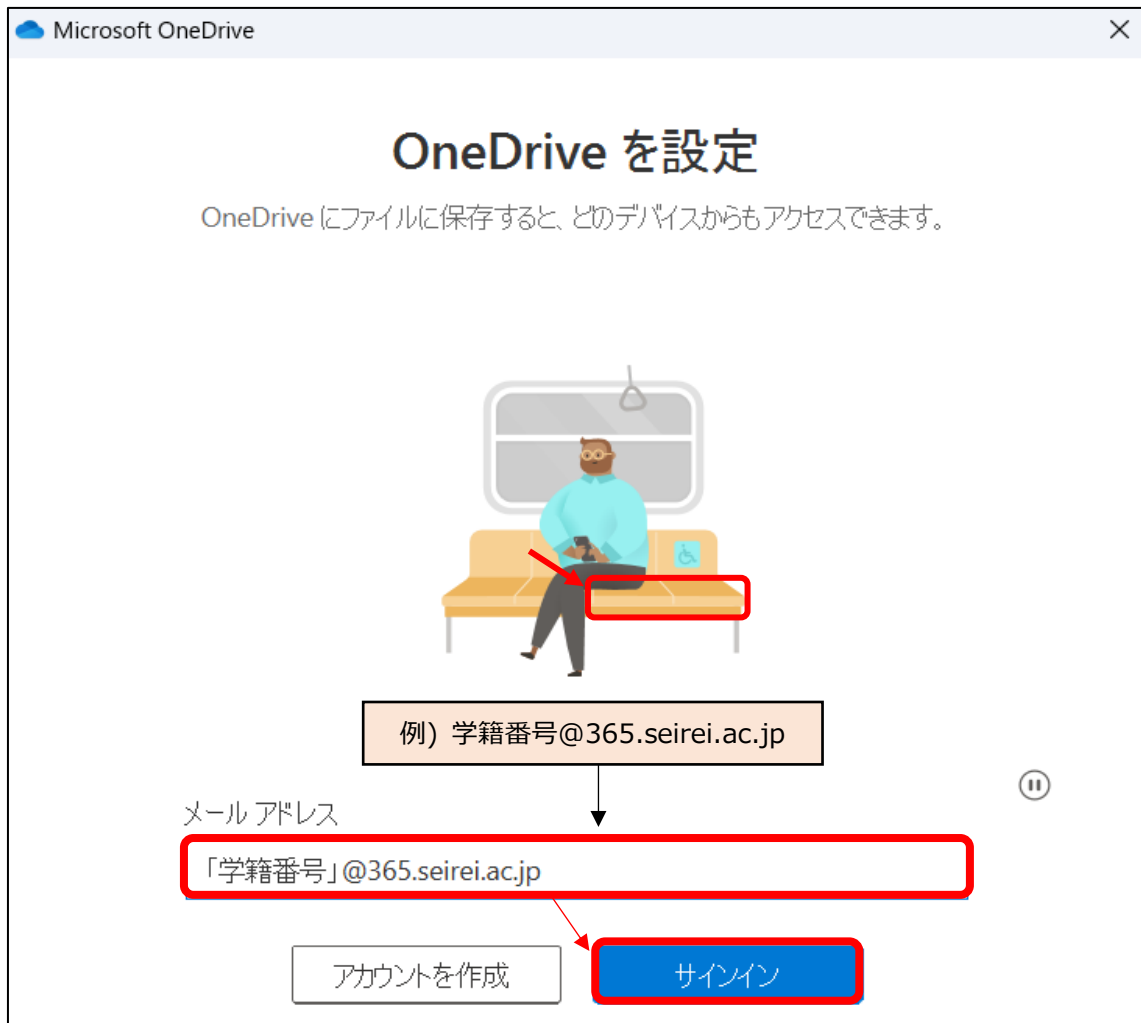 Microsoft OneDrive
OneDrive を設定
OneDrive にファイルに保存すると、どのデバイスからもアクセスできます。
例) 学籍番号@365.seirei.ac.jp
メール アドレス
「学籍番号」@365.seirei.ac.jp
アカウントを作成
サインイン